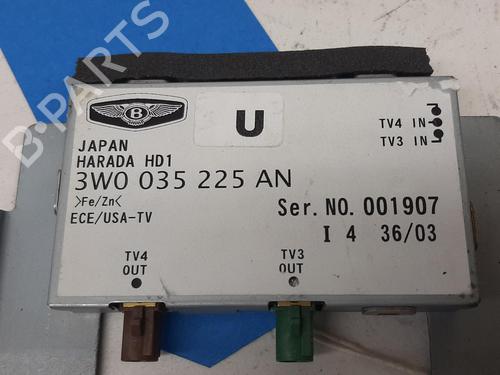 B
U
JAPAN
HARADA HD1
3W0 035 225 AN
>Fe/Zn<
ECE/USA-TV
TV4 IN
TV3 IN
Ser. NO. 001907
I 4 36/03
TV4
OUT
TV3
OUT
B-PARTS